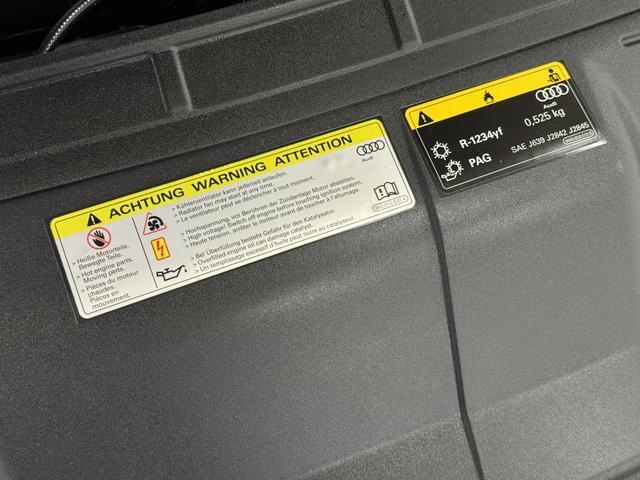 ACHTUNG WARNING ATTENTION
Audi
> Heiße Motorteile.
Bewegte Teile.
> Hot engine parts.
Moving parts.
> Pièces du moteur
chaudes.
Pièces en
mouvement.
> Kühlerventilator kann jederzeit anlaufen.
> Radiator fan may start at any time.
> Le ventilateur peut se déclencher à tout moment.
> Hochspannung, vor Berühren der Zündanlage Motor abstellen.
> High voltage! Switch off engine before touching ignition system.
> Haute tension, arrêter le moteur avant de toucher à l'allumage.
> Bei Überfüllung besteht Gefahr für den Katalysator.
> Overfilled engine oil can damage catalyst.
> Un remplissage excessif d'huile peut nuire au catalyseur.
Audi
R-1234yf
0,525 kg
PAG
SAE J639 J2842 J2845